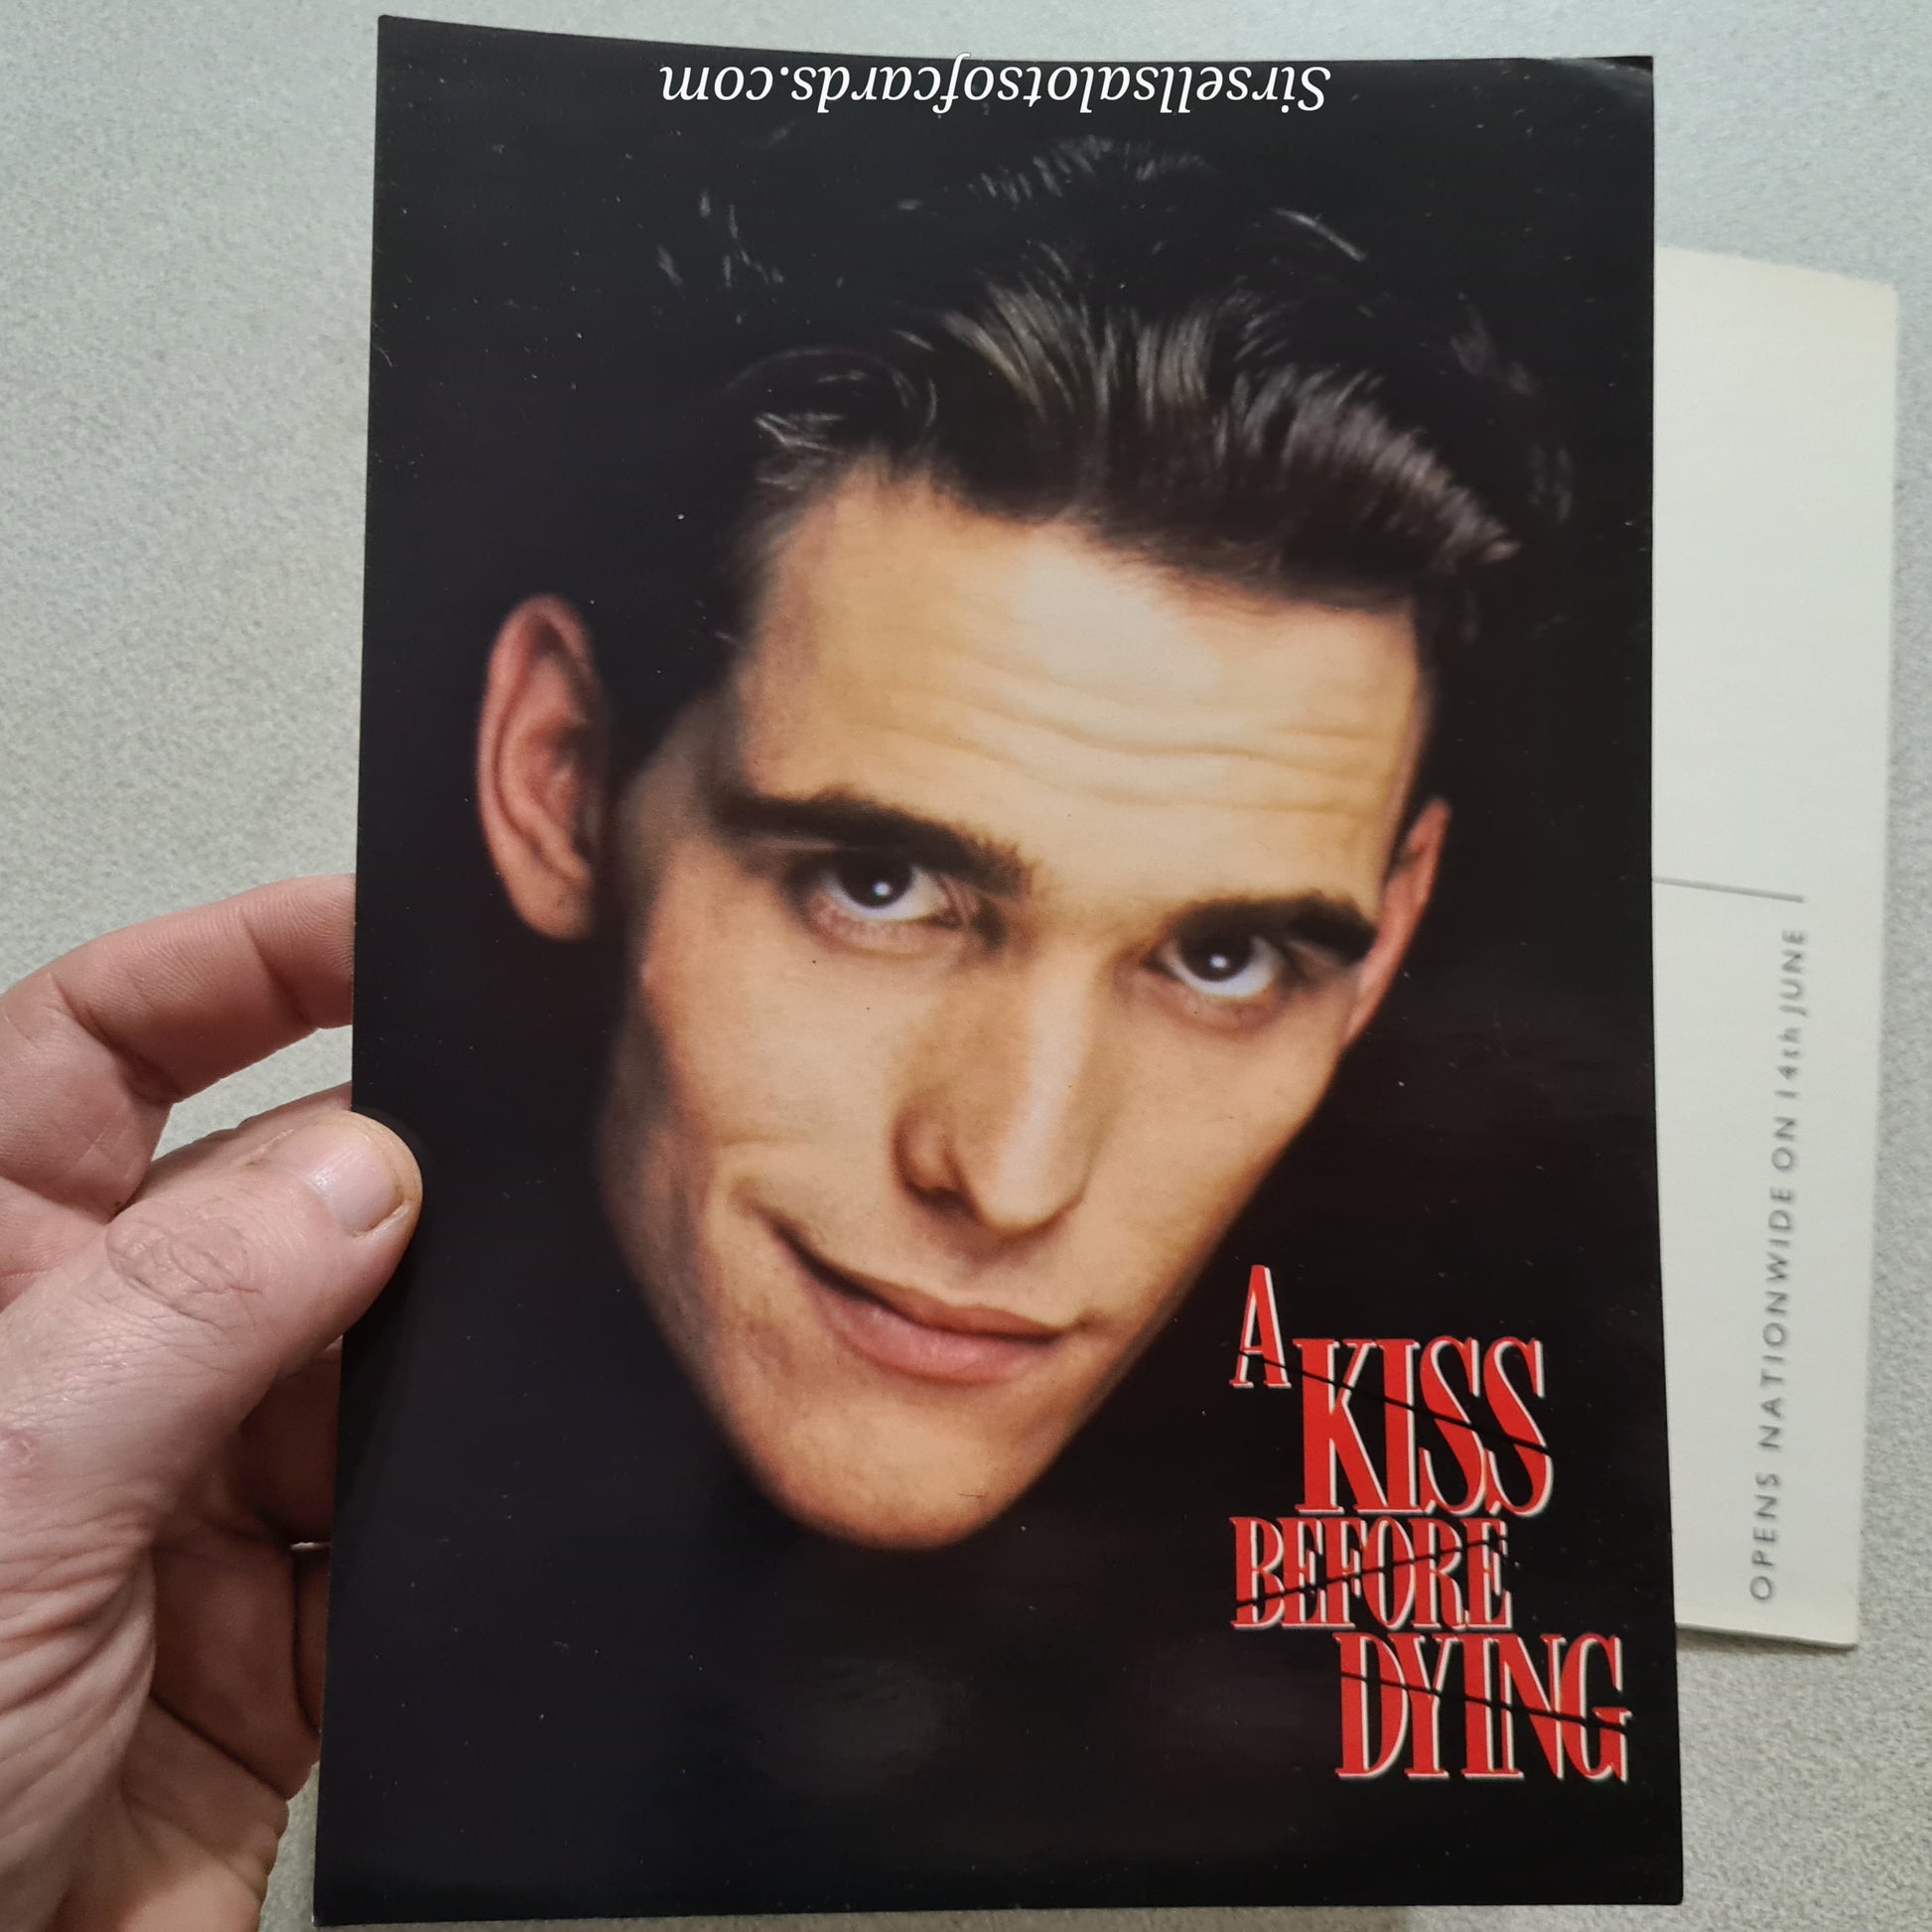 Sirsellsalotsofcards.com
A
KISS
BEFORE
DYING
OPENS NATIONWIDE ON 14th JUNE